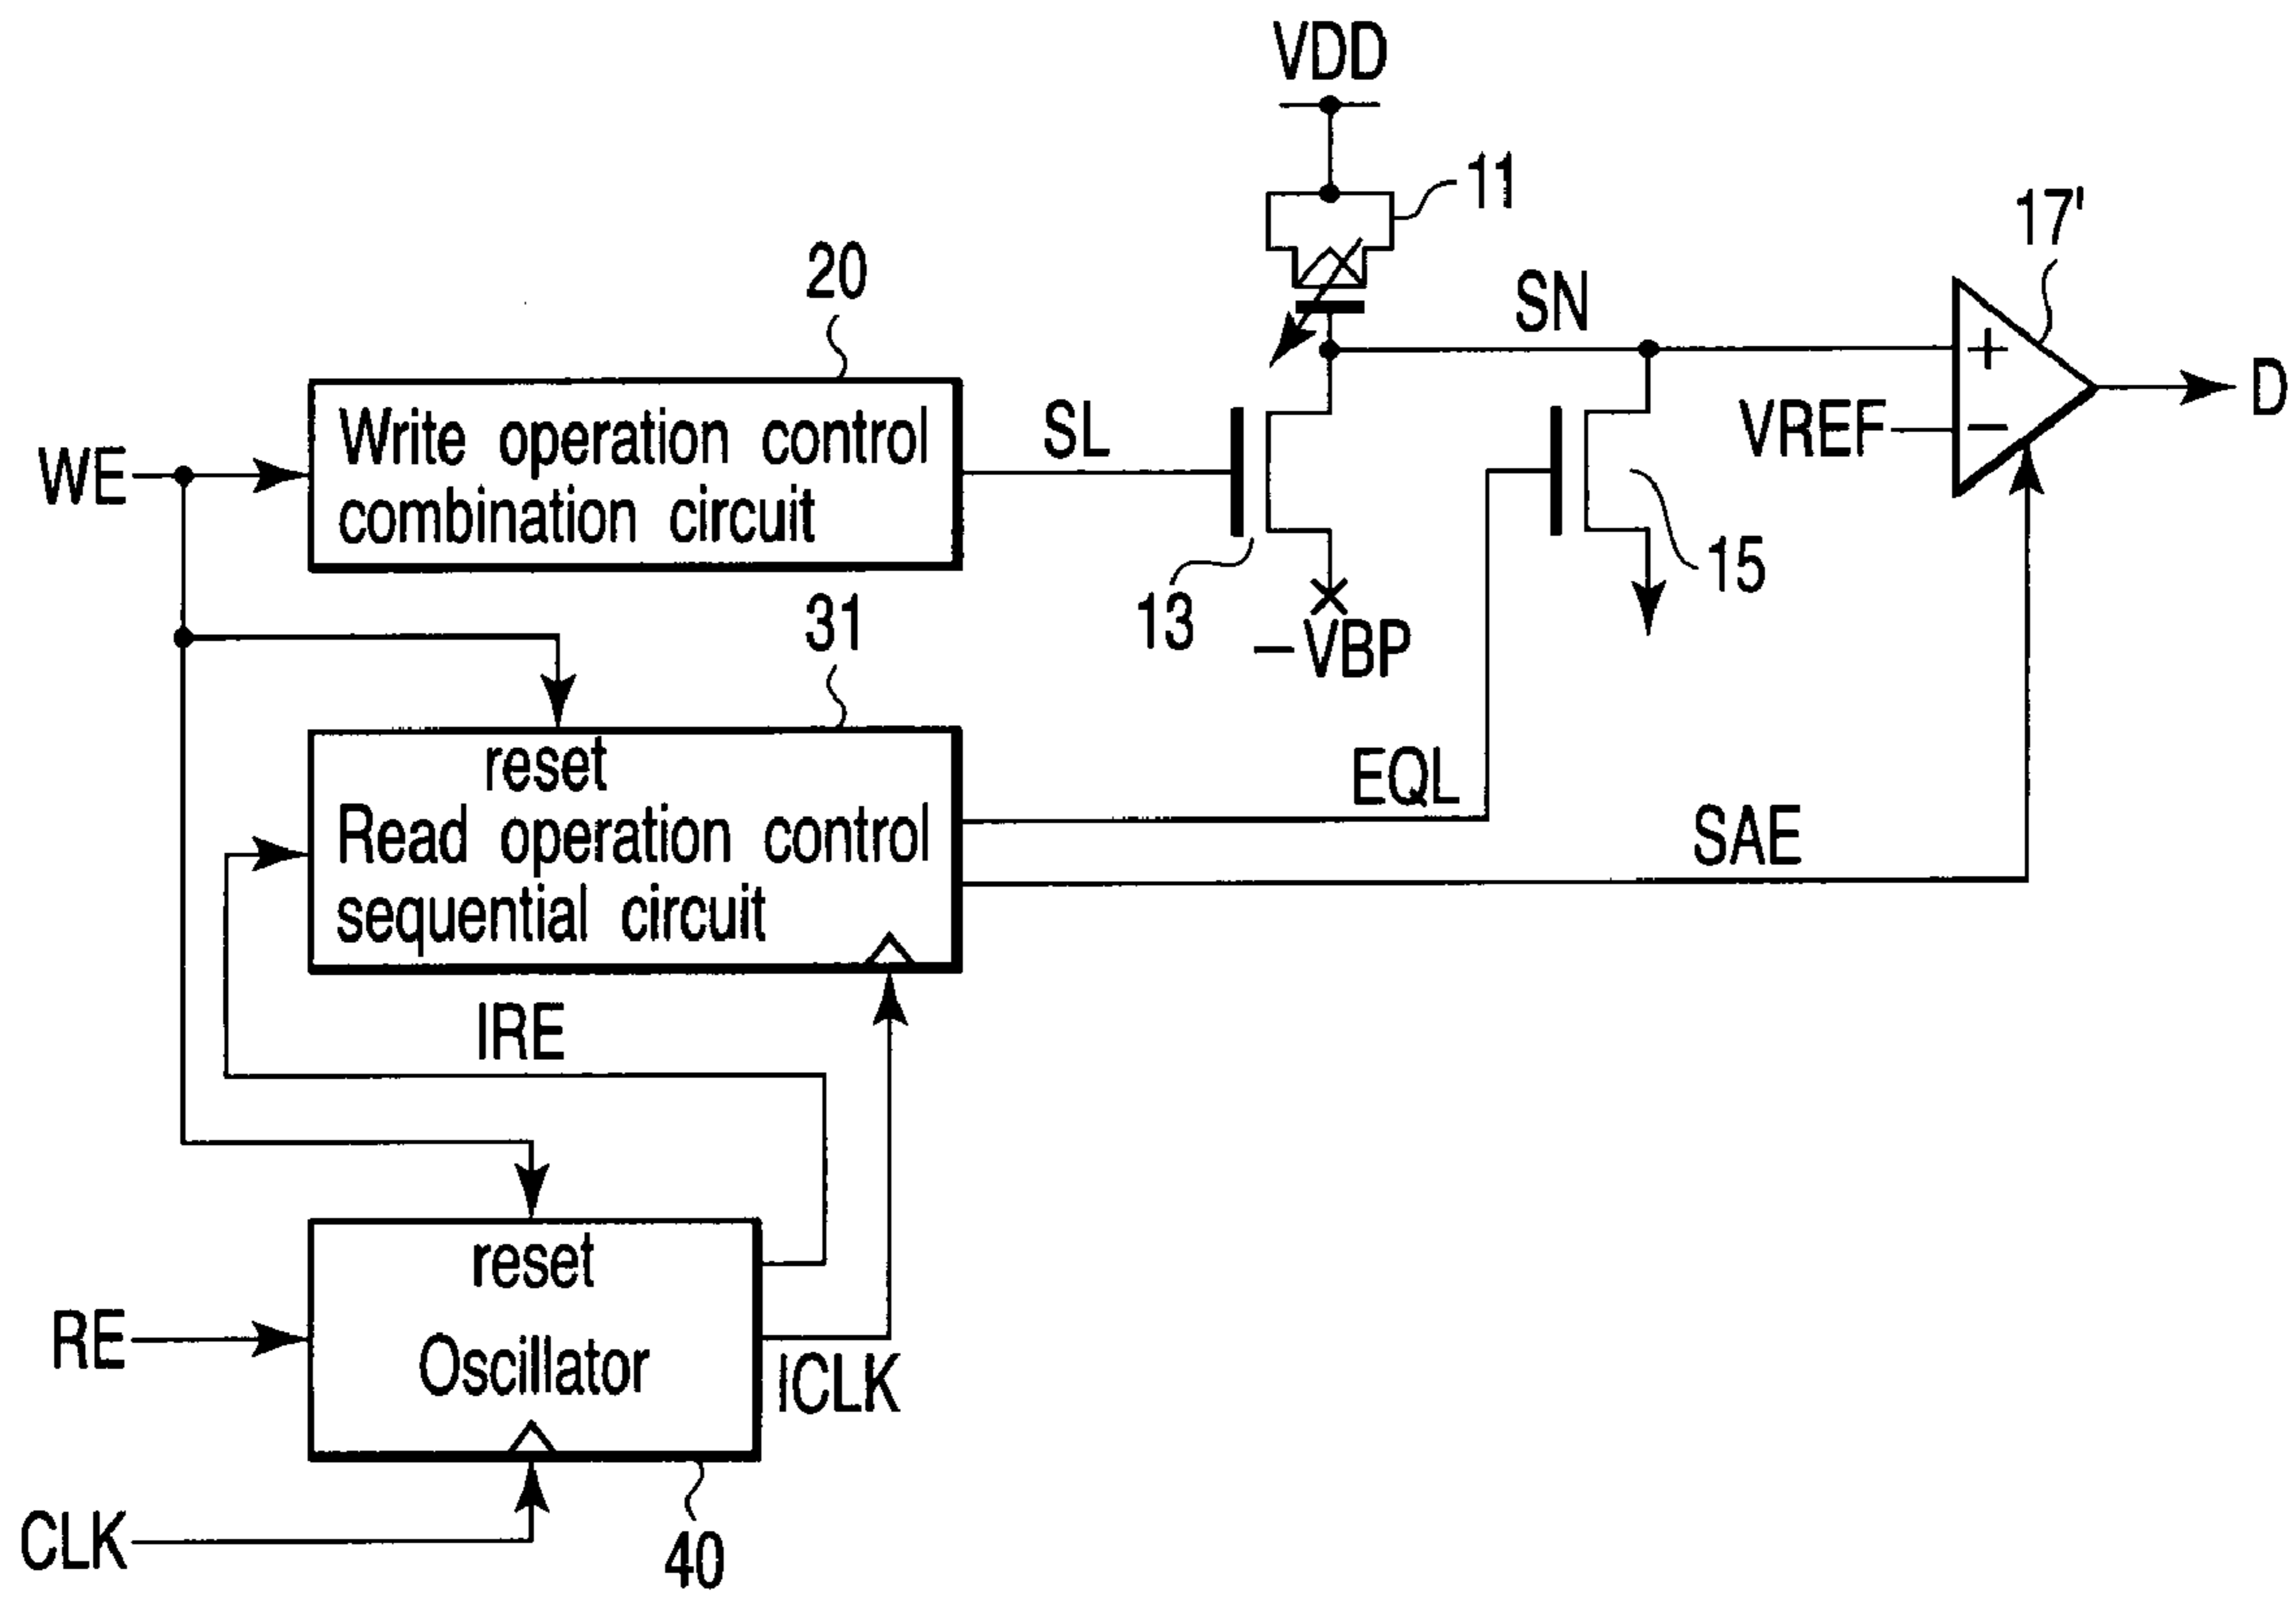 VDD
11
17'
20
SN
Write operation control
combination circuit
SL
WE
VREF
+
−
D
13
−VBP
15
31
reset
Read operation control
sequential circuit
EQL
SAE
IRE
reset
Oscillator
RE
ICLK
CLK
40